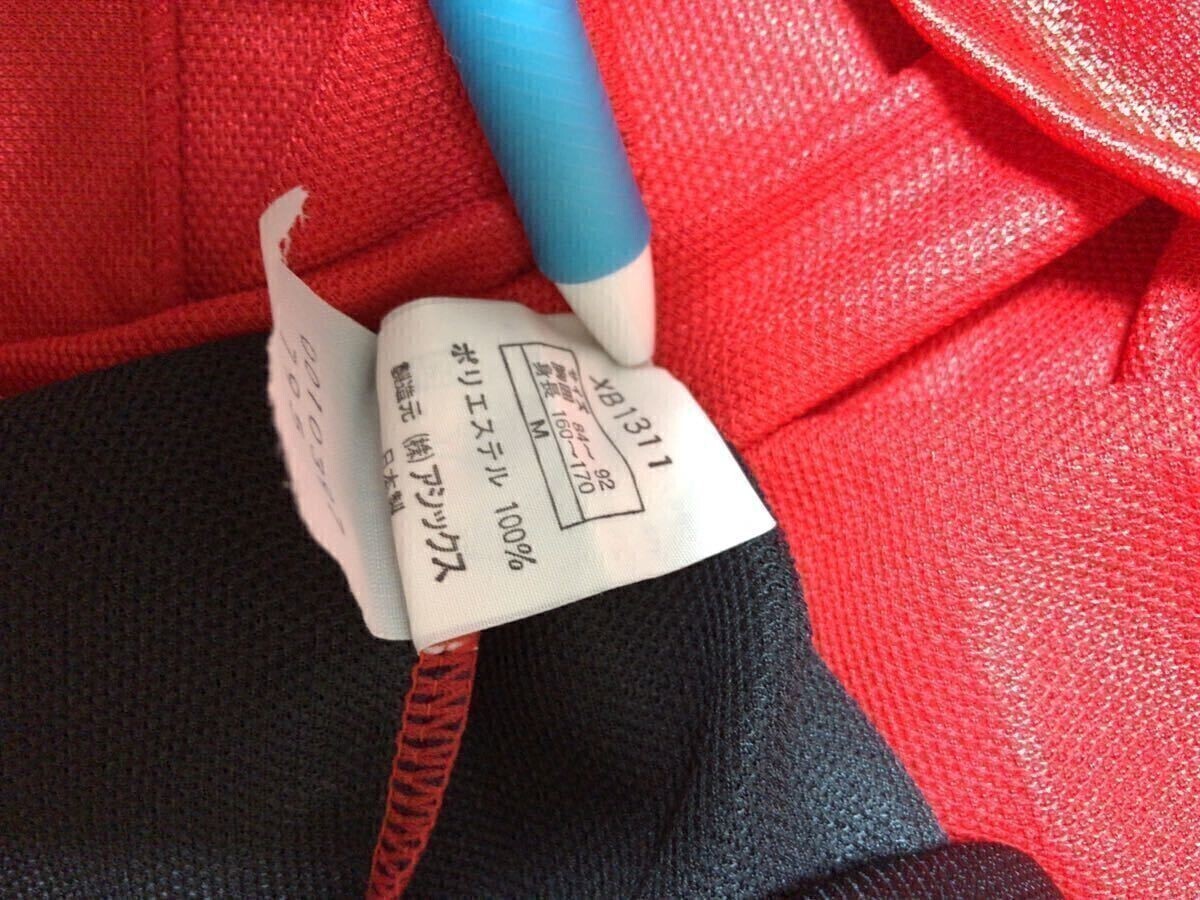 XB1311
サイズ
胸囲 84〜 92
身長 160〜170
M
ポリエステル 100%
製造元 (株)アシックス
日本製